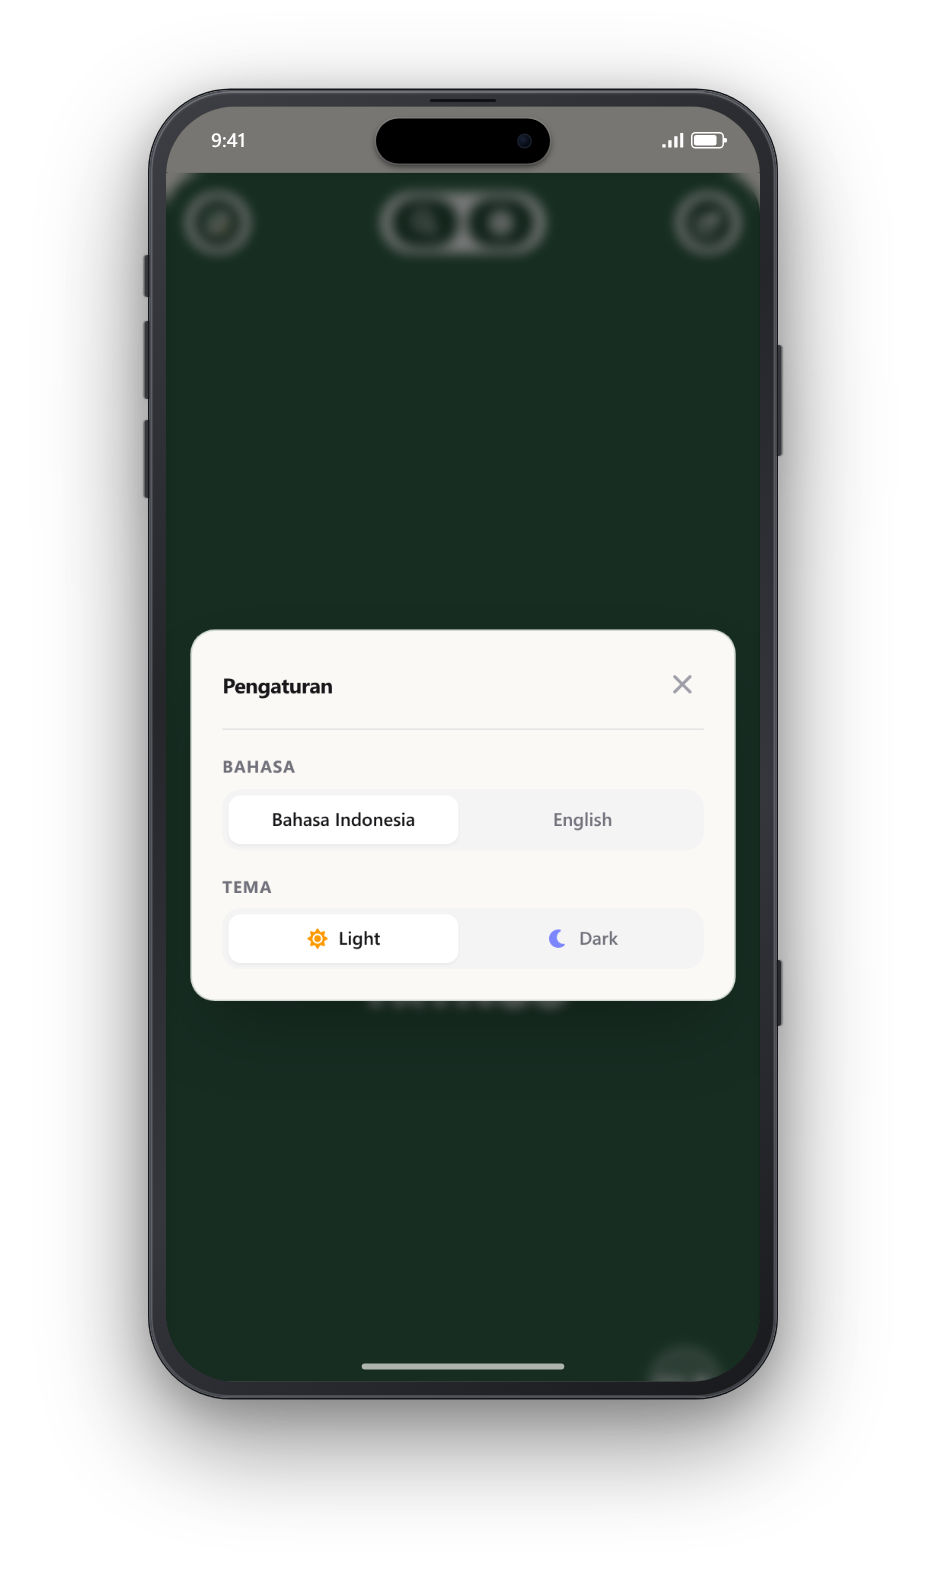 9:41
Pengaturan
BAHASA
Bahasa Indonesia
English
TEMA
Light
Dark